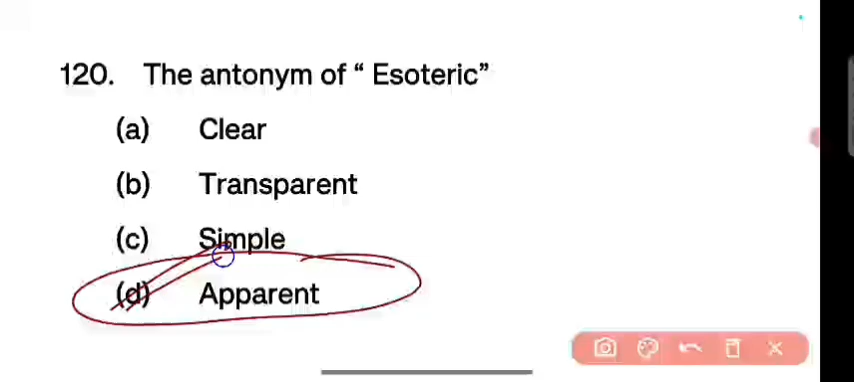 120. The antonym of “ Esoteric”
(a) Clear
(b) Transparent
(c) Simple
(d) Apparent